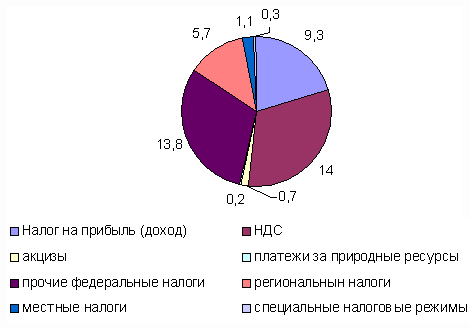 0,3
1,1
9,3
5,7
13,8
14
0,2
0,7
Налог на прибыль (доход)
НДС
акцизы
платежи за природные ресурсы
прочие федеральные налоги
региональнын налоги
местные налоги
специальные налоговые режимы